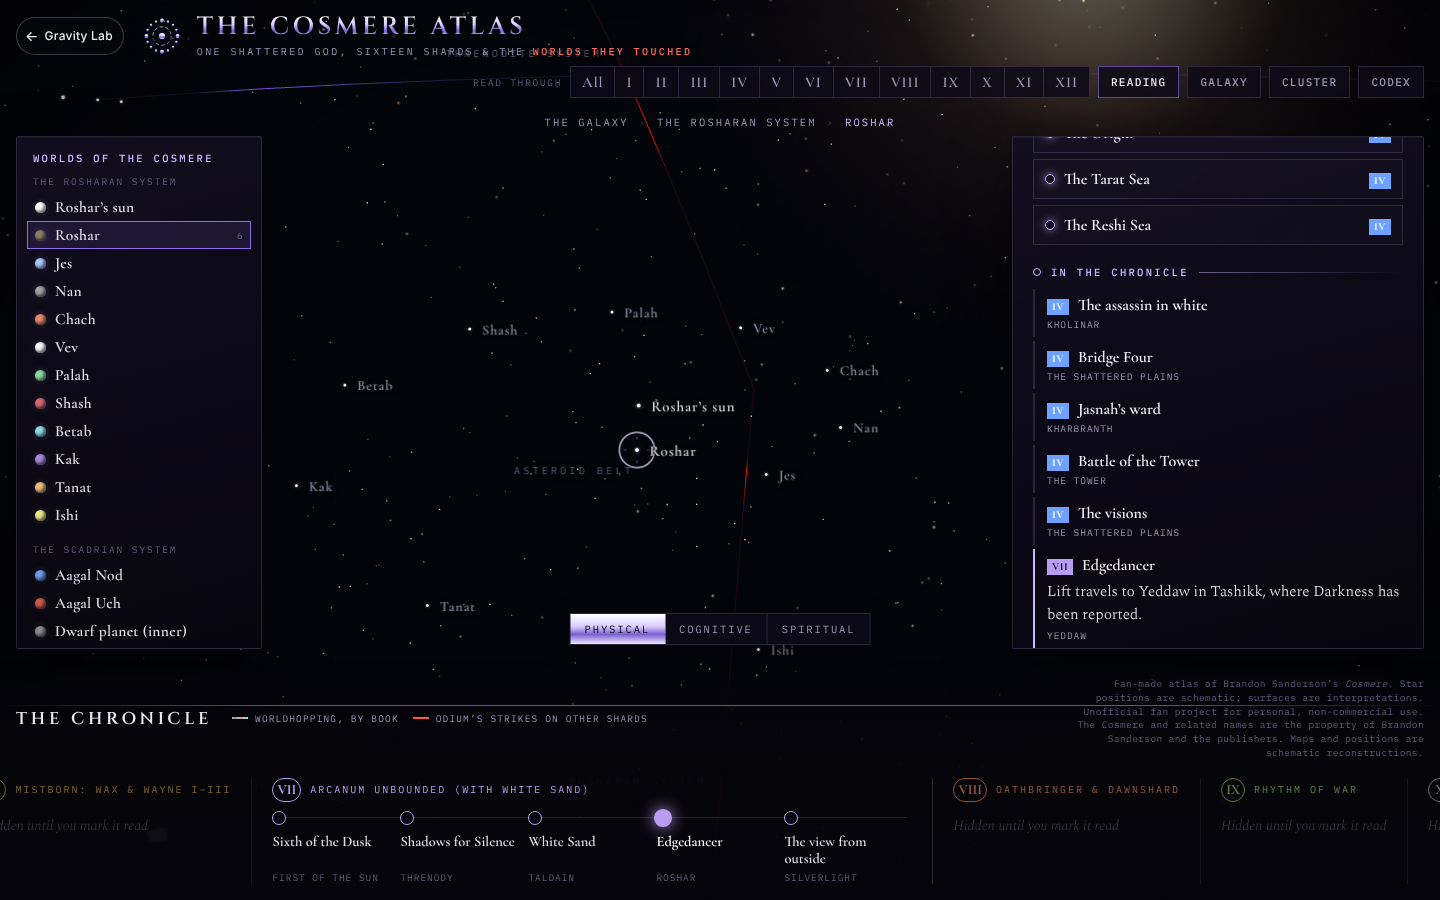 ← Gravity Lab
THE COSMERE ATLAS
ONE SHATTERED GOD, SIXTEEN SHARDS & THE WORLDS THEY TOUCHED
THRENODITE SYSTEM
READ THROUGH
All I II III IV V VI VII VIII IX X XI XII
READING GALAXY CLUSTER CODEX
THE GALAXY › THE ROSHARAN SYSTEM › ROSHAR
WORLDS OF THE COSMERE
THE ROSHARAN SYSTEM
Roshar’s sun
Roshar 6
Jes
Nan
Chach
Vev
Palah
Shash
Betab
Kak
Tanat
Ishi
THE SCADRIAN SYSTEM
Aagal Nod
Aagal Uch
Dwarf planet (inner)
Palah
Shash
Vev
Chach
Betab
Roshar’s sun
Nan
Roshar
ASTEROID BELT
Jes
Kak
Tanat
Ishi
PHYSICAL COGNITIVE SPIRITUAL
The Origin IV
The Tarat Sea IV
The Reshi Sea IV
IN THE CHRONICLE
IV The assassin in white
KHOLINAR
IV Bridge Four
THE SHATTERED PLAINS
IV Jasnah’s ward
KHARBRANTH
IV Battle of the Tower
THE TOWER
IV The visions
THE SHATTERED PLAINS
VII Edgedancer
Lift travels to Yeddaw in Tashikk, where Darkness has
been reported.
YEDDAW
Fan-made atlas of Brandon Sanderson’s Cosmere. Star
positions are schematic; surfaces are interpretations.
Unofficial fan project for personal, non-commercial use.
The Cosmere and related names are the property of Brandon
Sanderson and the publishers. Maps and positions are
schematic reconstructions.
THE CHRONICLE
WORLDHOPPING, BY BOOK
ODIUM’S STRIKES ON OTHER SHARDS
MISTBORN: WAX & WAYNE I–III
dden until you mark it read
VII ARCANUM UNBOUNDED (WITH WHITE SAND)
Sixth of the Dusk
FIRST OF THE SUN
Shadows for Silence
THRENODY
White Sand
TALDAIN
Edgedancer
ROSHAR
The view from
outside
SILVERLIGHT
VIII OATHBRINGER & DAWNSHARD
Hidden until you mark it read
IX RHYTHM OF WAR
Hidden until you mark it read